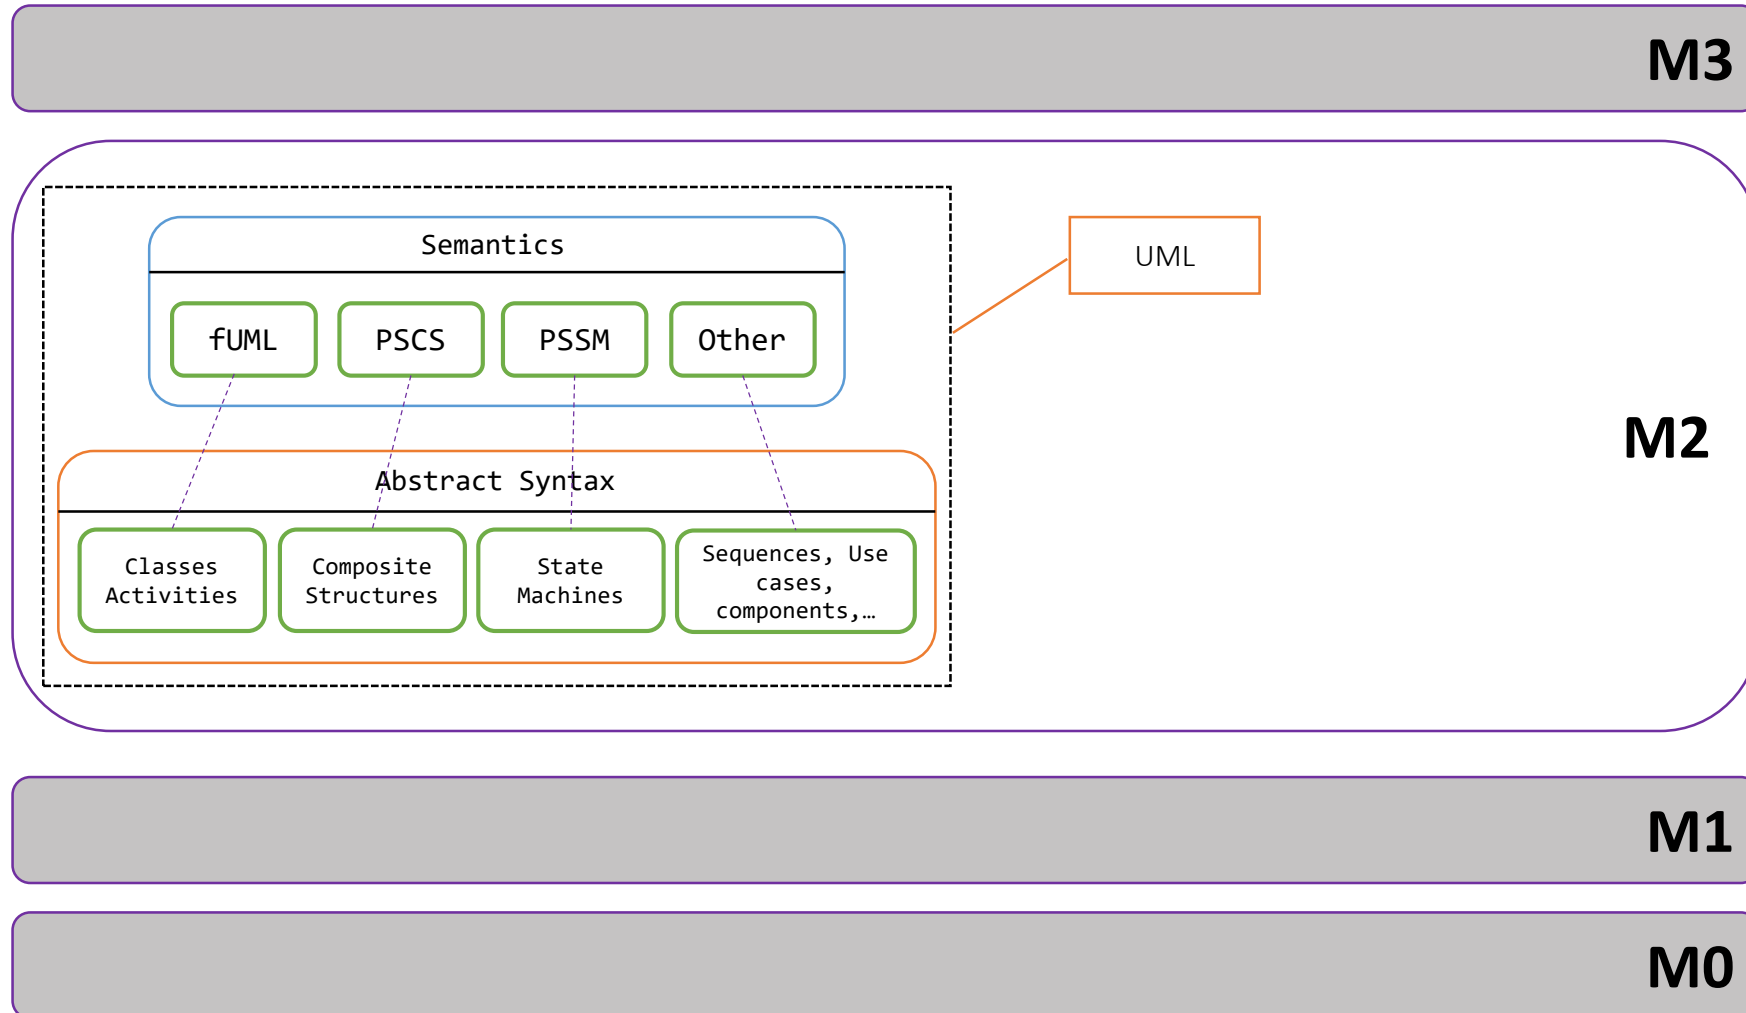 M3
Semantics
UML
fUML
PSCS
PSSM
Other
M2
Abstract Syntax
Classes
Activities
Composite
Structures
State
Machines
Sequences, Use
cases,
components,…
M1
M0